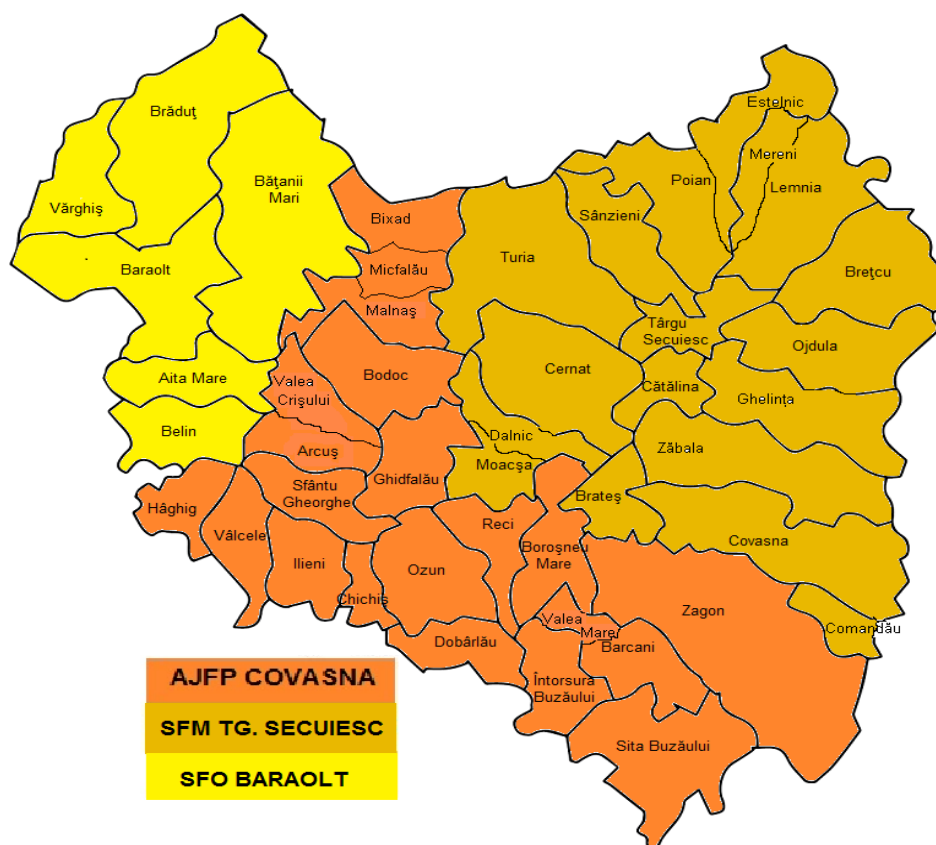 Estelnic
Brăduţ
Mereni
Poian
Lemnia
Băţanii
Mari
Vârghiş
Sânzieni
Bixad
Turia
Baraolt
Micfalău
Breţcu
Malnaş
Târgu
Secuiesc
Ojdula
Aita Mare
Valea
Crişului
Bodoc
Cernat
Cătălina
Ghelința
Belin
Arcuş
Dalnic
Moacşa
Zăbala
Sfântu
Gheorghe
Ghidfalău
Hâghig
Brateş
Vâlcele
Reci
Covasna
Boroşneu
Mare
Ilieni
Ozun
Chichiş
Zagon
Valea
Mare
Comandău
Dobârlău
Barcani
Întorsura
Buzăului
Sita Buzăului
AJFP COVASNA
SFM TG. SECUIESC
SFO BARAOLT